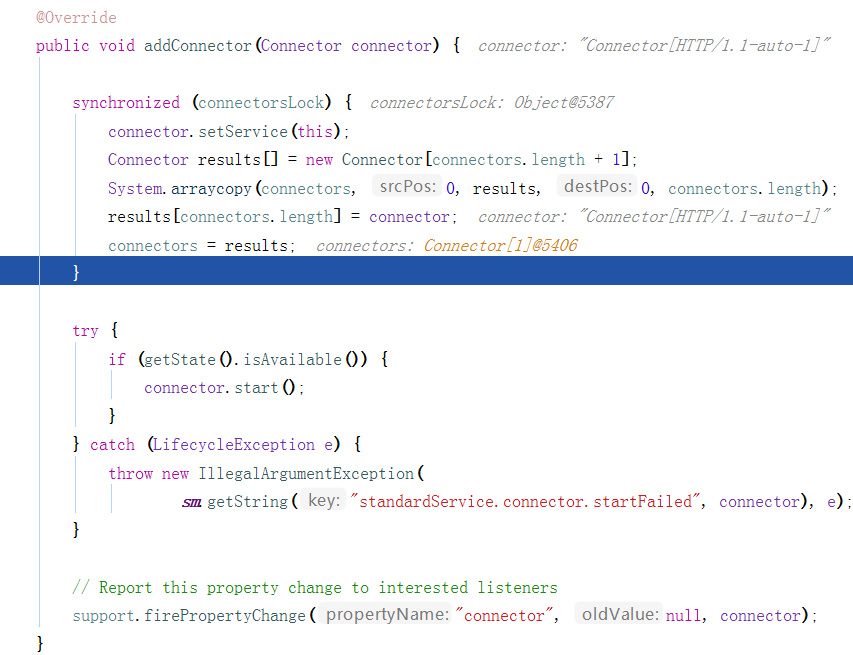 @Override
public void addConnector(Connector connector) {  connector: "Connector[HTTP/1.1-auto-1]"
synchronized (connectorsLock) {  connectorsLock: Object@5387
connector.setService(this);
Connector results[] = new Connector[connectors.length + 1];
System.arraycopy(connectors, srcPos: 0, results, destPos: 0, connectors.length);
results[connectors.length] = connector;  connector: "Connector[HTTP/1.1-auto-1]"
connectors = results;  connectors: Connector[1]@5406
}
try {
if (getState().isAvailable()) {
connector.start();
}
} catch (LifecycleException e) {
throw new IllegalArgumentException(
sm.getString( key: "standardService.connector.startFailed", connector), e);
}
// Report this property change to interested listeners
support.firePropertyChange( propertyName: "connector", oldValue: null, connector);
}